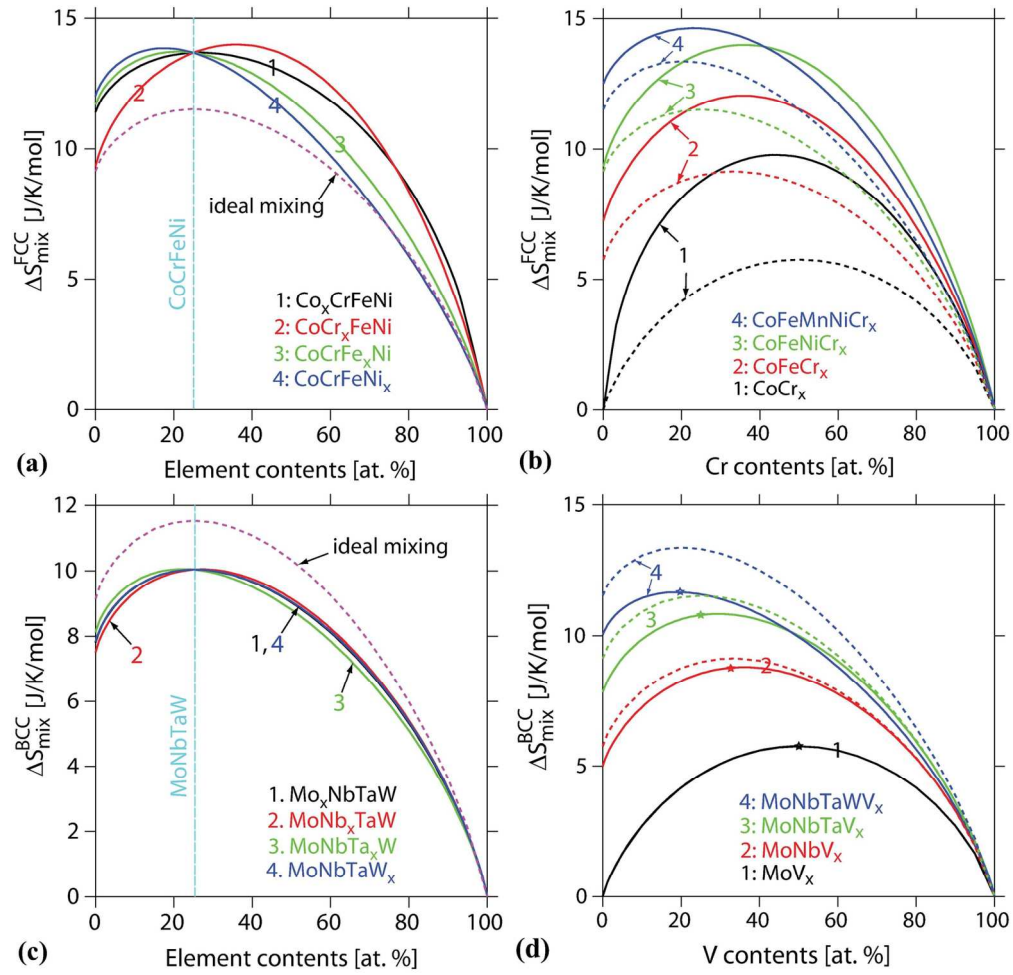 (a)
ΔS_mix^FCC [J/K/mol]
15
10
5
0
0 20 40 60 80 100
Element contents [at. %]
CoCrFeNi
1
2
3
4
ideal mixing
1: Co_xCrFeNi
2: CoCr_xFeNi
3: CoCrFe_xNi
4: CoCrFeNi_x
(b)
ΔS_mix^FCC [J/K/mol]
15
10
5
0
0 20 40 60 80 100
Cr contents [at. %]
4
3
2
1
4: CoFeMnNiCr_x
3: CoFeNiCr_x
2: CoFeCr_x
1: CoCr_x
(c)
ΔS_mix^BCC [J/K/mol]
12
10
8
6
4
2
0
0 20 40 60 80 100
Element contents [at. %]
MoNbTaW
ideal mixing
2
1,4
3
1. Mo_xNbTaW
2. MoNb_xTaW
3. MoNbTa_xW
4. MoNbTaW_x
(d)
ΔS_mix^BCC [J/K/mol]
15
10
5
0
0 20 40 60 80 100
V contents [at. %]
4
3
2
1
4: MoNbTaWV_x
3: MoNbTaV_x
2: MoNbV_x
1: MoV_x